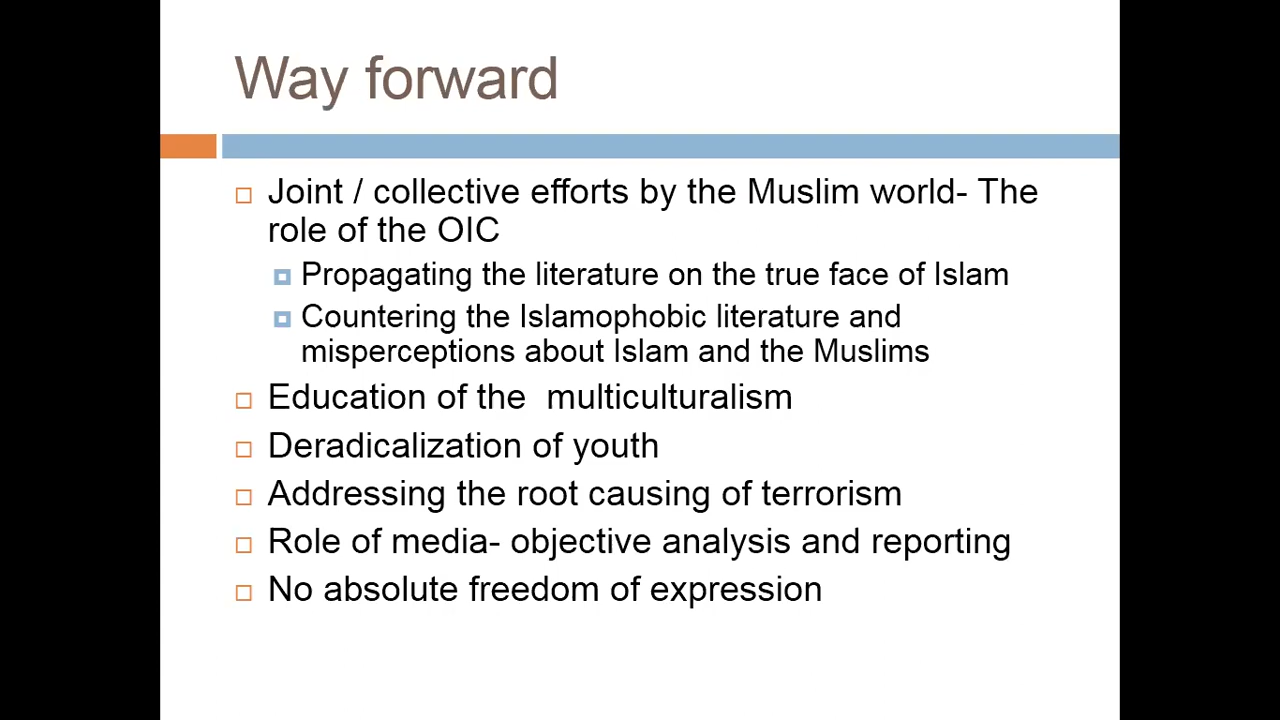 Way forward
Joint / collective efforts by the Muslim world- The
role of the OIC
Propagating the literature on the true face of Islam
Countering the Islamophobic literature and
misperceptions about Islam and the Muslims
Education of the  multiculturalism
Deradicalization of youth
Addressing the root causing of terrorism
Role of media- objective analysis and reporting
No absolute freedom of expression